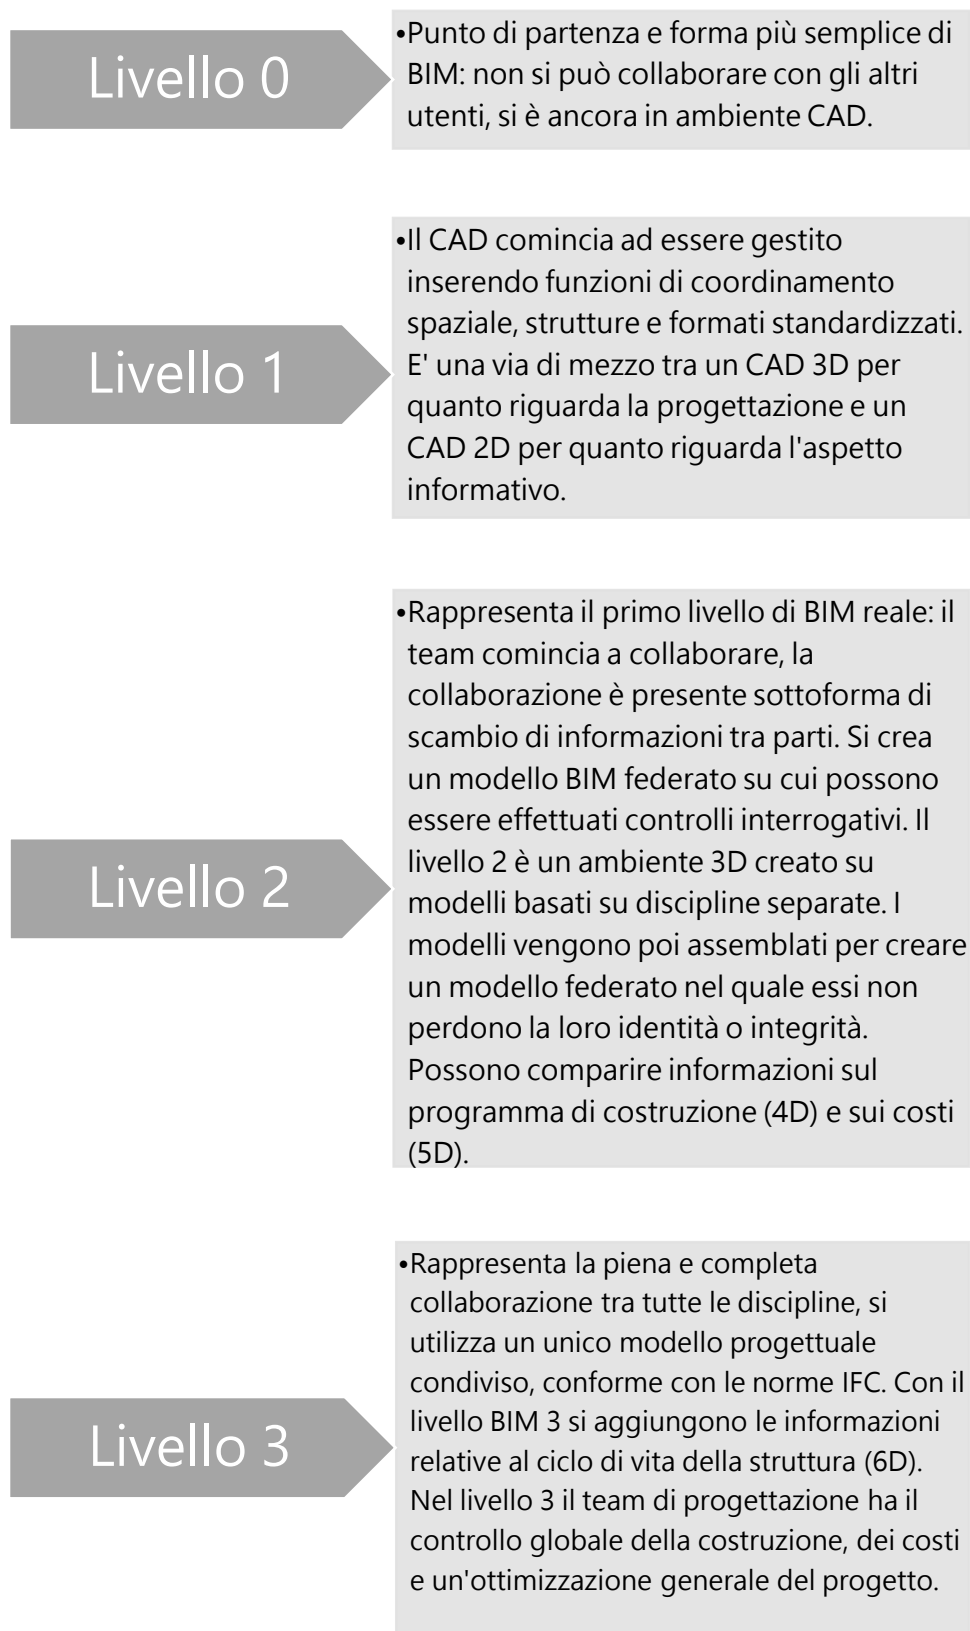 Livello 0
•Punto di partenza e forma più semplice di
BIM: non si può collaborare con gli altri
utenti, si è ancora in ambiente CAD.
Livello 1
•Il CAD comincia ad essere gestito
inserendo funzioni di coordinamento
spaziale, strutture e formati standardizzati.
E' una via di mezzo tra un CAD 3D per
quanto riguarda la progettazione e un
CAD 2D per quanto riguarda l'aspetto
informativo.
Livello 2
•Rappresenta il primo livello di BIM reale: il
team comincia a collaborare, la
collaborazione è presente sottoforma di
scambio di informazioni tra parti. Si crea
un modello BIM federato su cui possono
essere effettuati controlli interrogativi. Il
livello 2 è un ambiente 3D creato su
modelli basati su discipline separate. I
modelli vengono poi assemblati per creare
un modello federato nel quale essi non
perdono la loro identità o integrità.
Possono comparire informazioni sul
programma di costruzione (4D) e sui costi
(5D).
Livello 3
•Rappresenta la piena e completa
collaborazione tra tutte le discipline, si
utilizza un unico modello progettuale
condiviso, conforme con le norme IFC. Con il
livello BIM 3 si aggiungono le informazioni
relative al ciclo di vita della struttura (6D).
Nel livello 3 il team di progettazione ha il
controllo globale della costruzione, dei costi
e un'ottimizzazione generale del progetto.